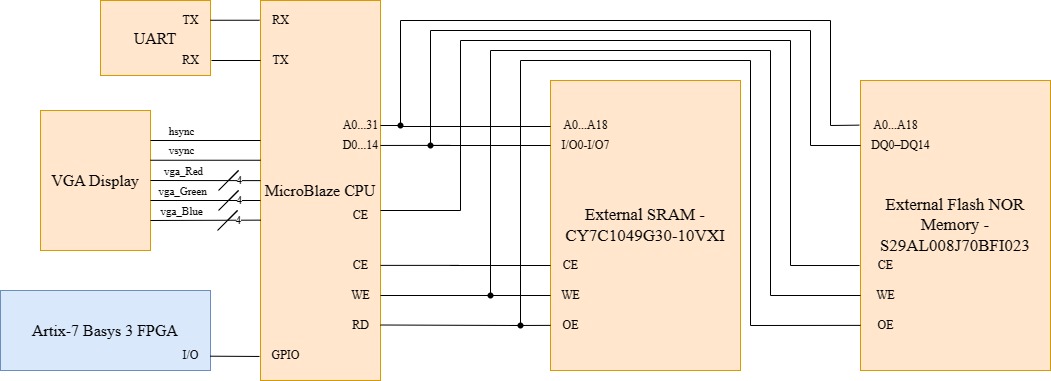 TX
RX
UART
RX
TX
hsync
vsync
vga_Red
4
vga_Green
4
vga_Blue
4
VGA Display
MicroBlaze CPU
A0...31
D0...14
CE
CE
WE
RD
GPIO
Artix-7 Basys 3 FPGA
I/O
A0...A18
I/O0-I/O7
External SRAM -
CY7C1049G30-10VXI
CE
WE
OE
A0...A18
DQ0–DQ14
External Flash NOR
Memory -
S29AL008J70BFI023
CE
WE
OE